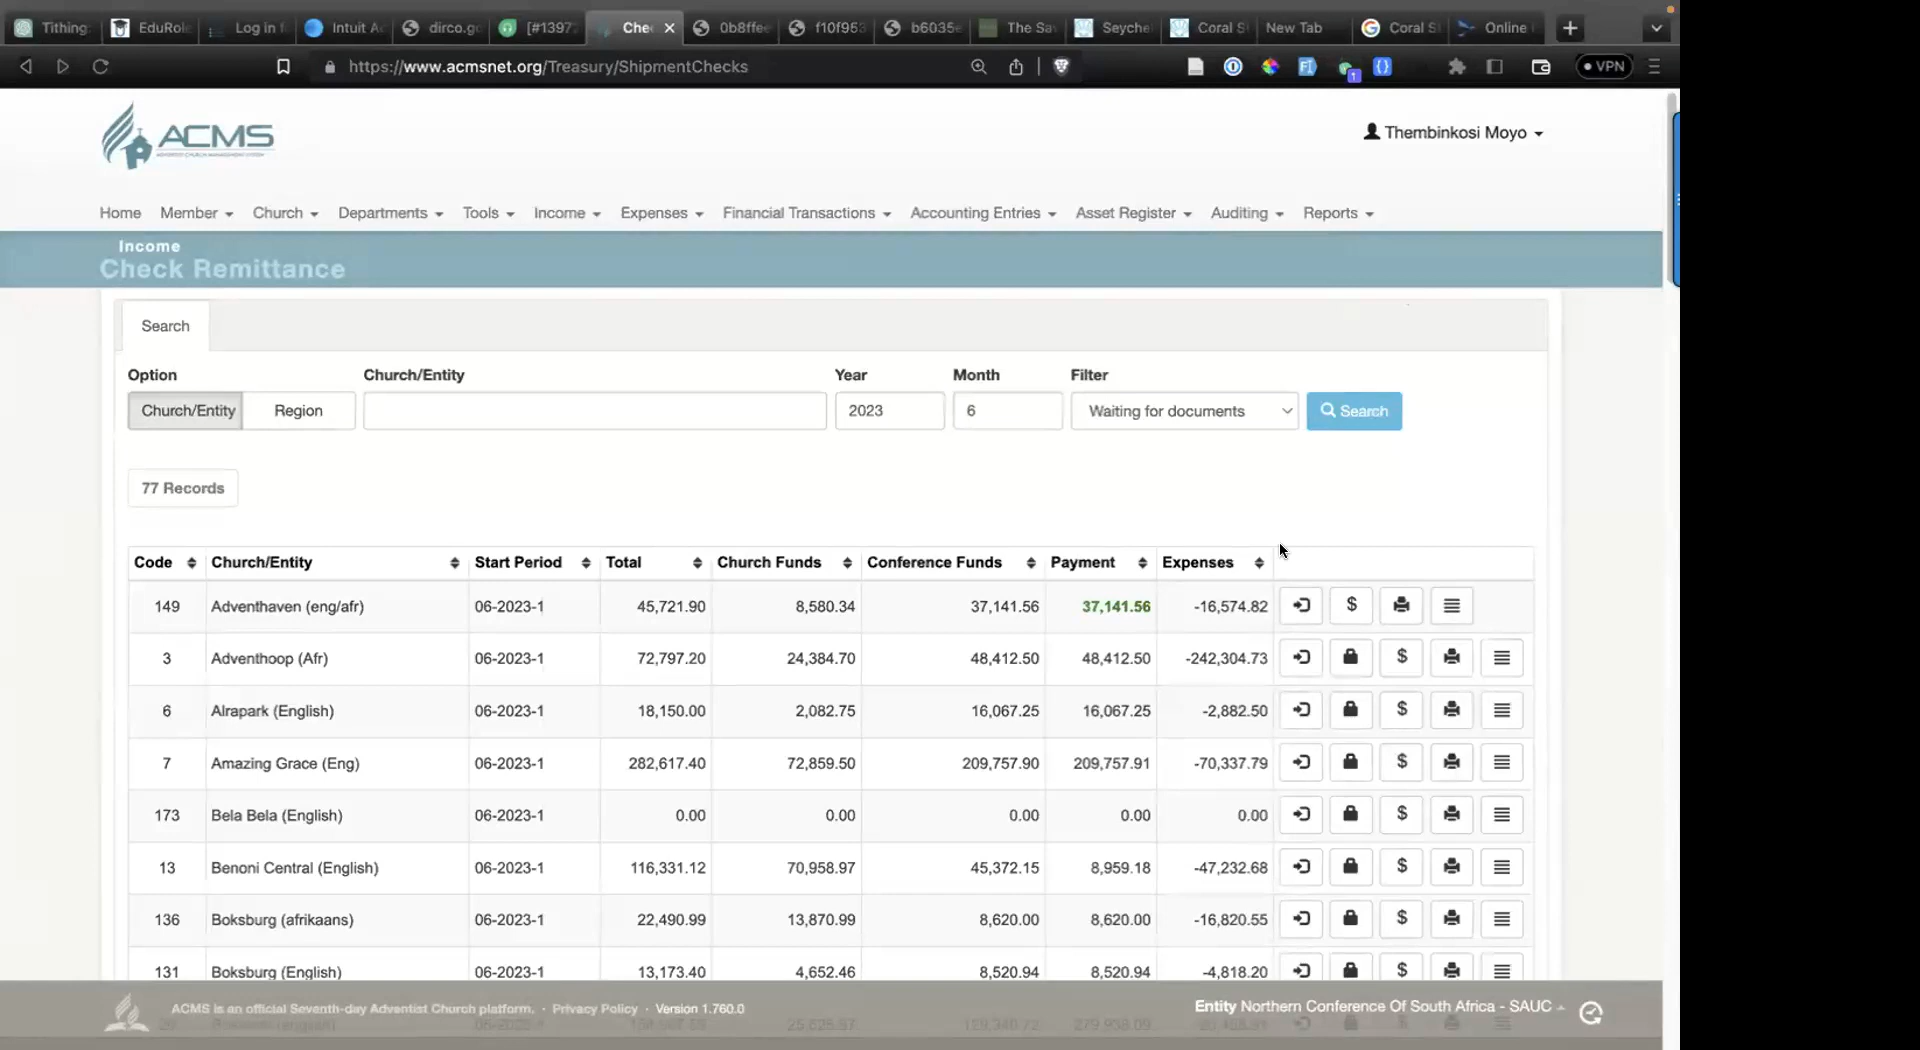 Tithing EduRole Log in t Intuit Ac dirco.go [#1397 Che 0b8ffee f10f953 b6035e The Sa Seychel Coral S New Tab Coral S Online
https://www.acmsnet.org/Treasury/ShipmentChecks 1 VPN
ACMS
Thembinkosi Moyo
Home Member Church Departments Tools Income Expenses Financial Transactions Accounting Entries Asset Register Auditing Reports
Income
Check Remittance
Search
Option Church/Entity Year Month Filter
Church/Entity Region 2023 6 Waiting for documents Search
77 Records
Code Church/Entity Start Period Total Church Funds Conference Funds Payment Expenses
149 Adventhaven (eng/afr) 06-2023-1 45,721.90 8,580.34 37,141.56 37,141.56 -16,574.82 $
3 Adventhoop (Afr) 06-2023-1 72,797.20 24,384.70 48,412.50 48,412.50 -242,304.73 $
6 Alrapark (English) 06-2023-1 18,150.00 2,082.75 16,067.25 16,067.25 -2,882.50 $
7 Amazing Grace (Eng) 06-2023-1 282,617.40 72,859.50 209,757.90 209,757.91 -70,337.79 $
173 Bela Bela (English) 06-2023-1 0.00 0.00 0.00 0.00 0.00 $
13 Benoni Central (English) 06-2023-1 116,331.12 70,958.97 45,372.15 8,959.18 -47,232.68 $
136 Boksburg (afrikaans) 06-2023-1 22,490.99 13,870.99 8,620.00 8,620.00 -16,820.55 $
131 Boksburg (English) 06-2023-1 13,173.40 4,652.46 8,520.94 8,520.94 -4,818.20 $
ACMS is an official Seventh-day Adventist Church platform. · Privacy Policy · Version 1.760.0 Entity Northern Conference Of South Africa - SAUC